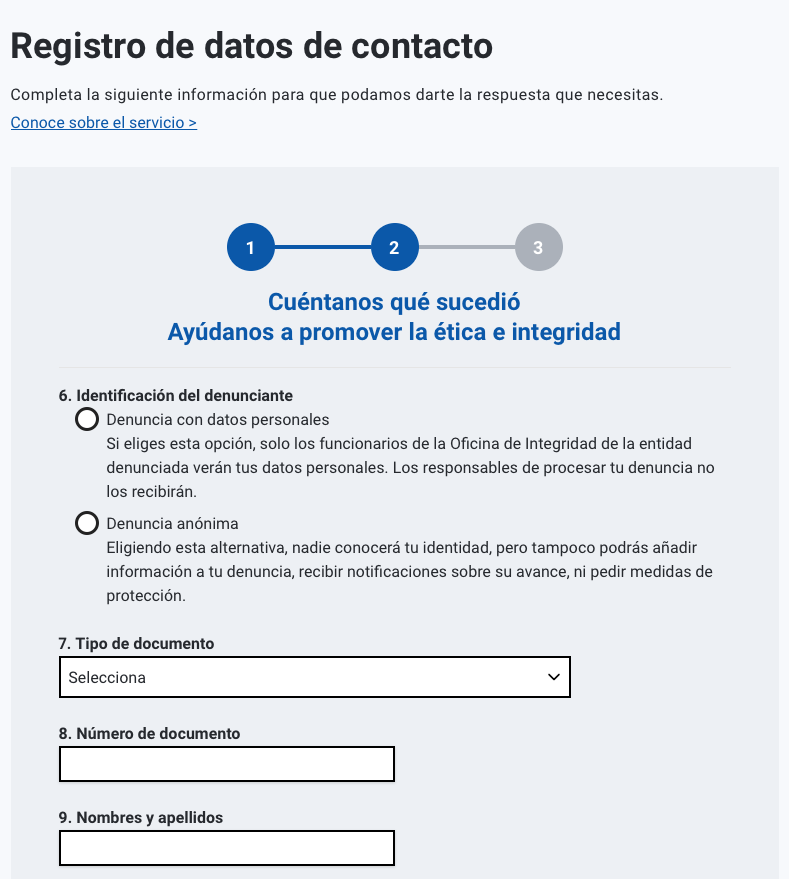 Registro de datos de contacto
Completa la siguiente información para que podamos darte la respuesta que necesitas.
Conoce sobre el servicio >
1
2
3
Cuéntanos qué sucedió
Ayúdanos a promover la ética e integridad
6. Identificación del denunciante
Denuncia con datos personales
Si eliges esta opción, solo los funcionarios de la Oficina de Integridad de la entidad
denunciada verán tus datos personales. Los responsables de procesar tu denuncia no
los recibirán.
Denuncia anónima
Eligiendo esta alternativa, nadie conocerá tu identidad, pero tampoco podrás añadir
información a tu denuncia, recibir notificaciones sobre su avance, ni pedir medidas de
protección.
7. Tipo de documento
Selecciona
8. Número de documento
9. Nombres y apellidos